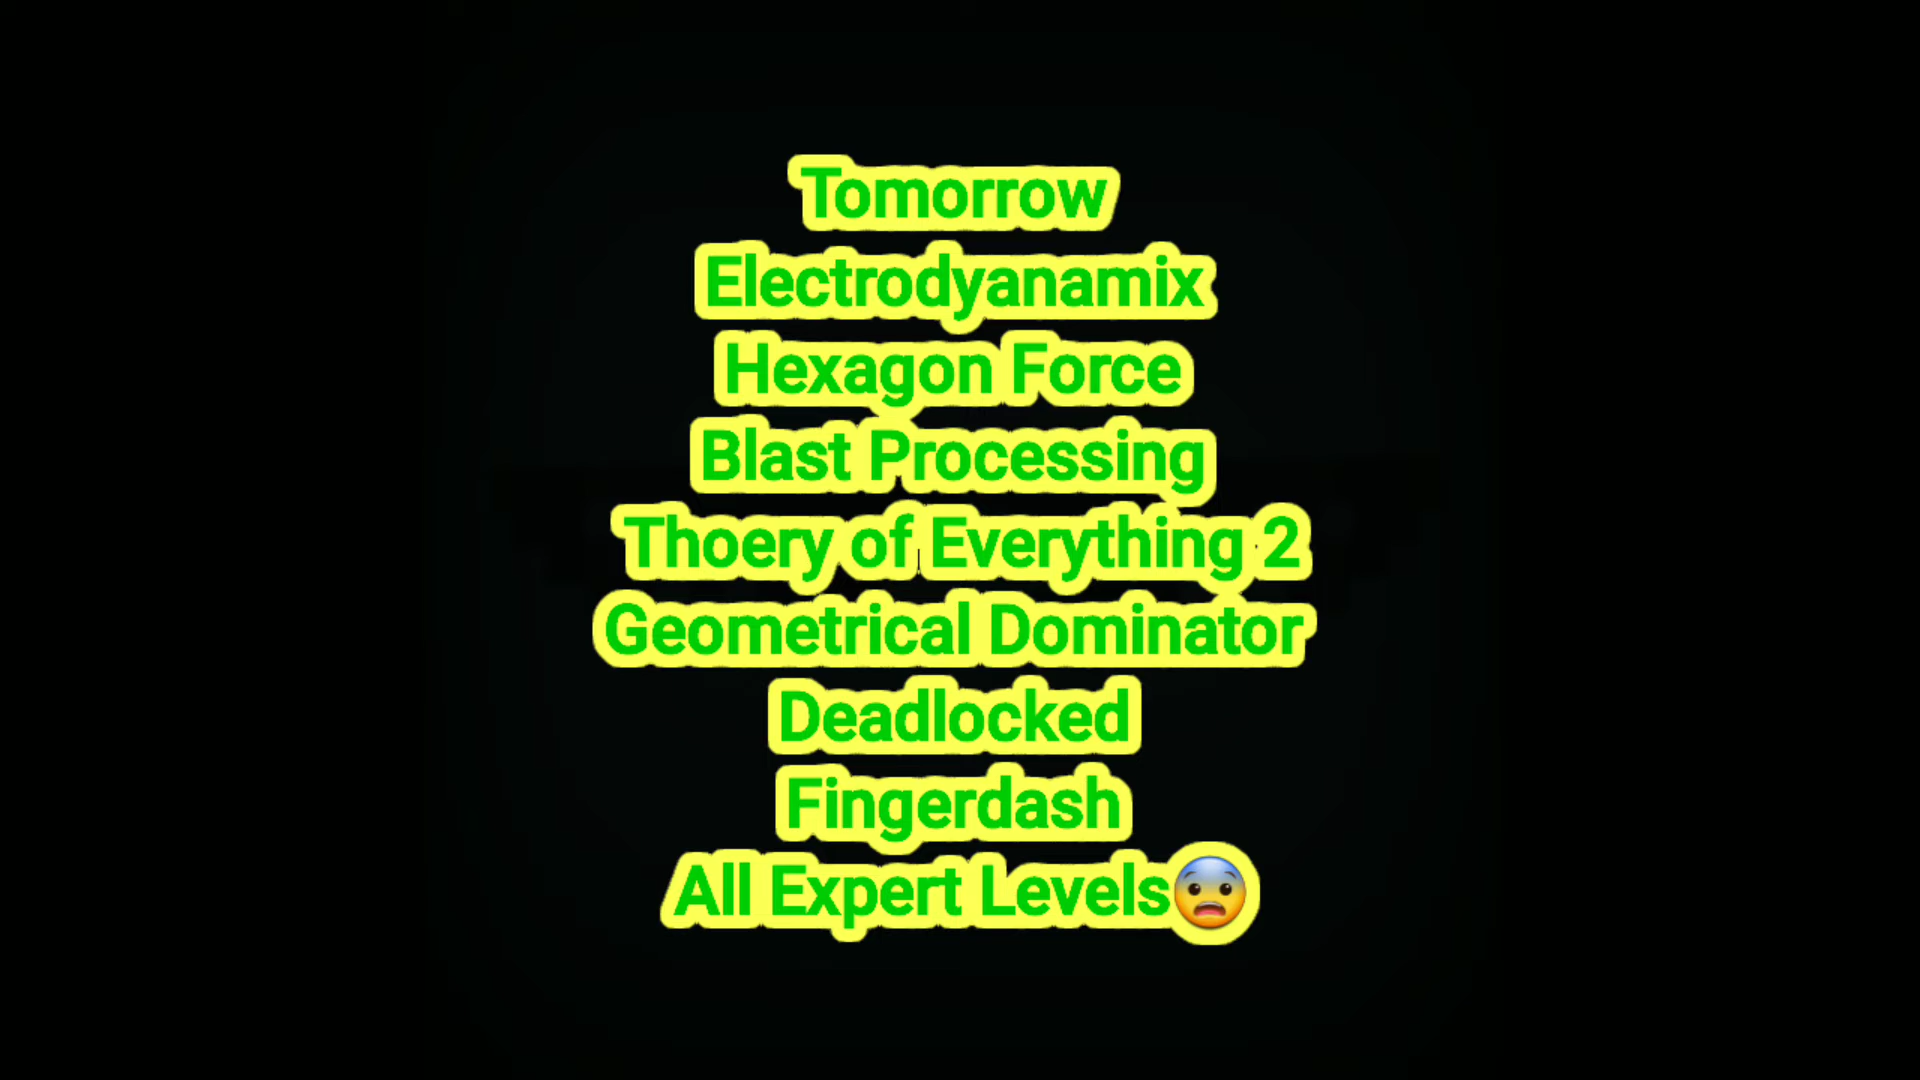 Tomorrow
Electrodyanamix
Hexagon Force
Blast Processing
Thoery of Everything 2
Geometrical Dominator
Deadlocked
Fingerdash
All Expert Levels😨